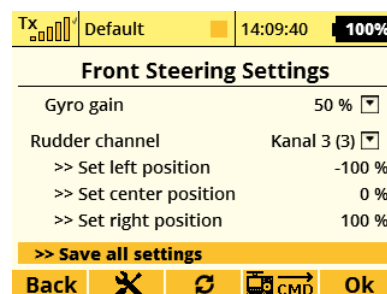 Tx Default 14:09:40 100%
Front Steering Settings
Gyro gain 50 %
Rudder channel Kanal 3 (3)
>> Set left position -100 %
>> Set center position 0 %
>> Set right position 100 %
>> Save all settings
Back CMD Ok